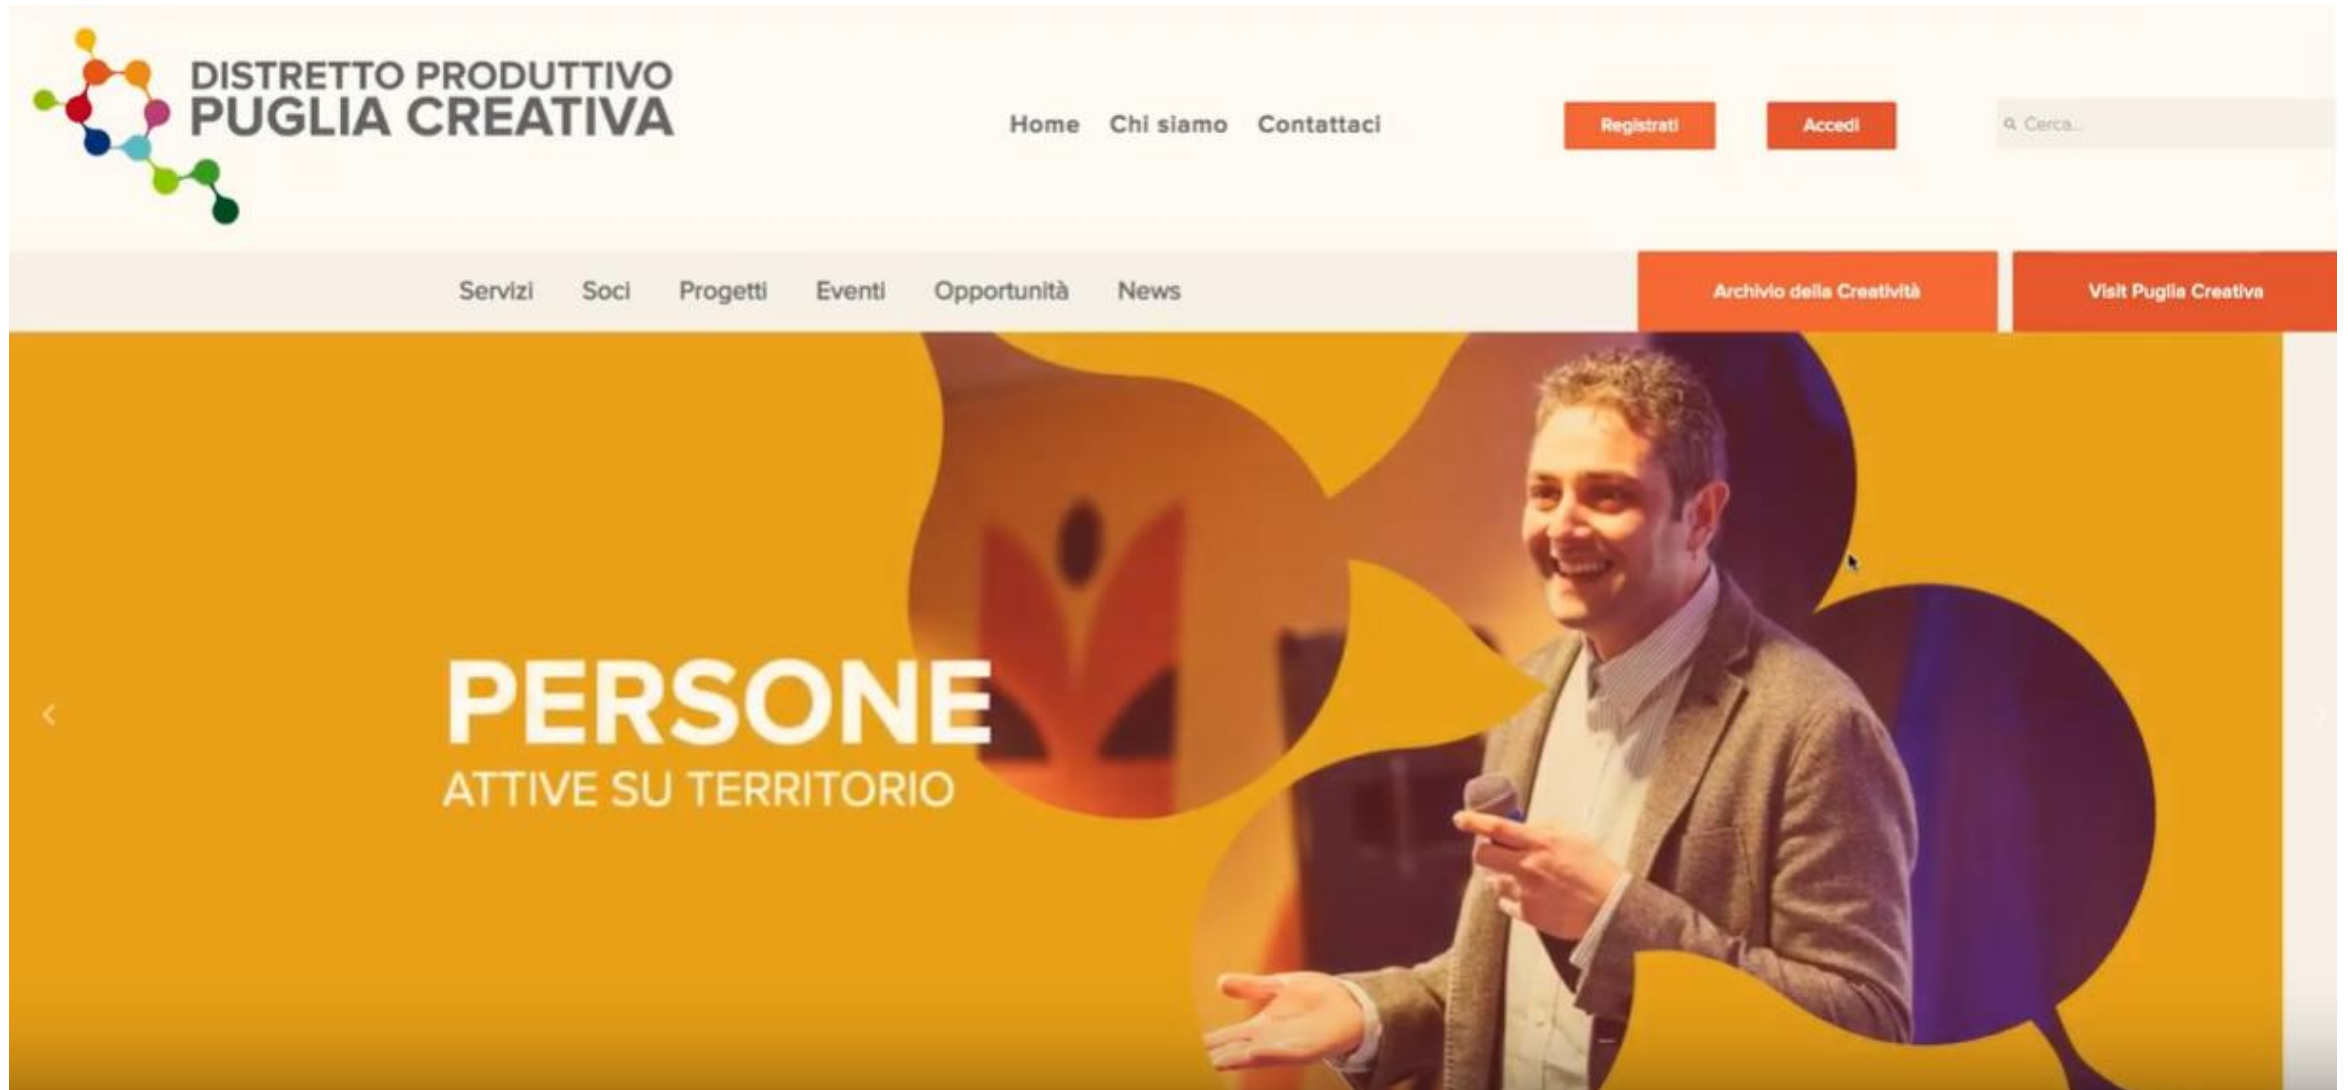 DISTRETTO PRODUTTIVO
PUGLIA CREATIVA
Home Chi siamo Contattaci
Registrati
Accedi
Cerca...
Servizi Soci Progetti Eventi Opportunità News
Archivio della Creatività
Visit Puglia Creativa
PERSONE
ATTIVE SU TERRITORIO